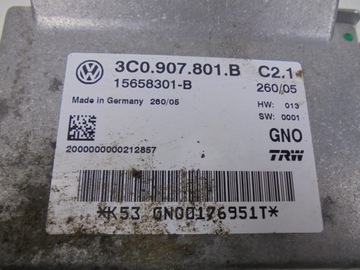 3C0.907.801.B C2.1
15658301-B 260/05
Made in Germany 260/05 HW: 013
SW: 0001
GNO
2000000000212857 TRW
*K53 GN00176951T*